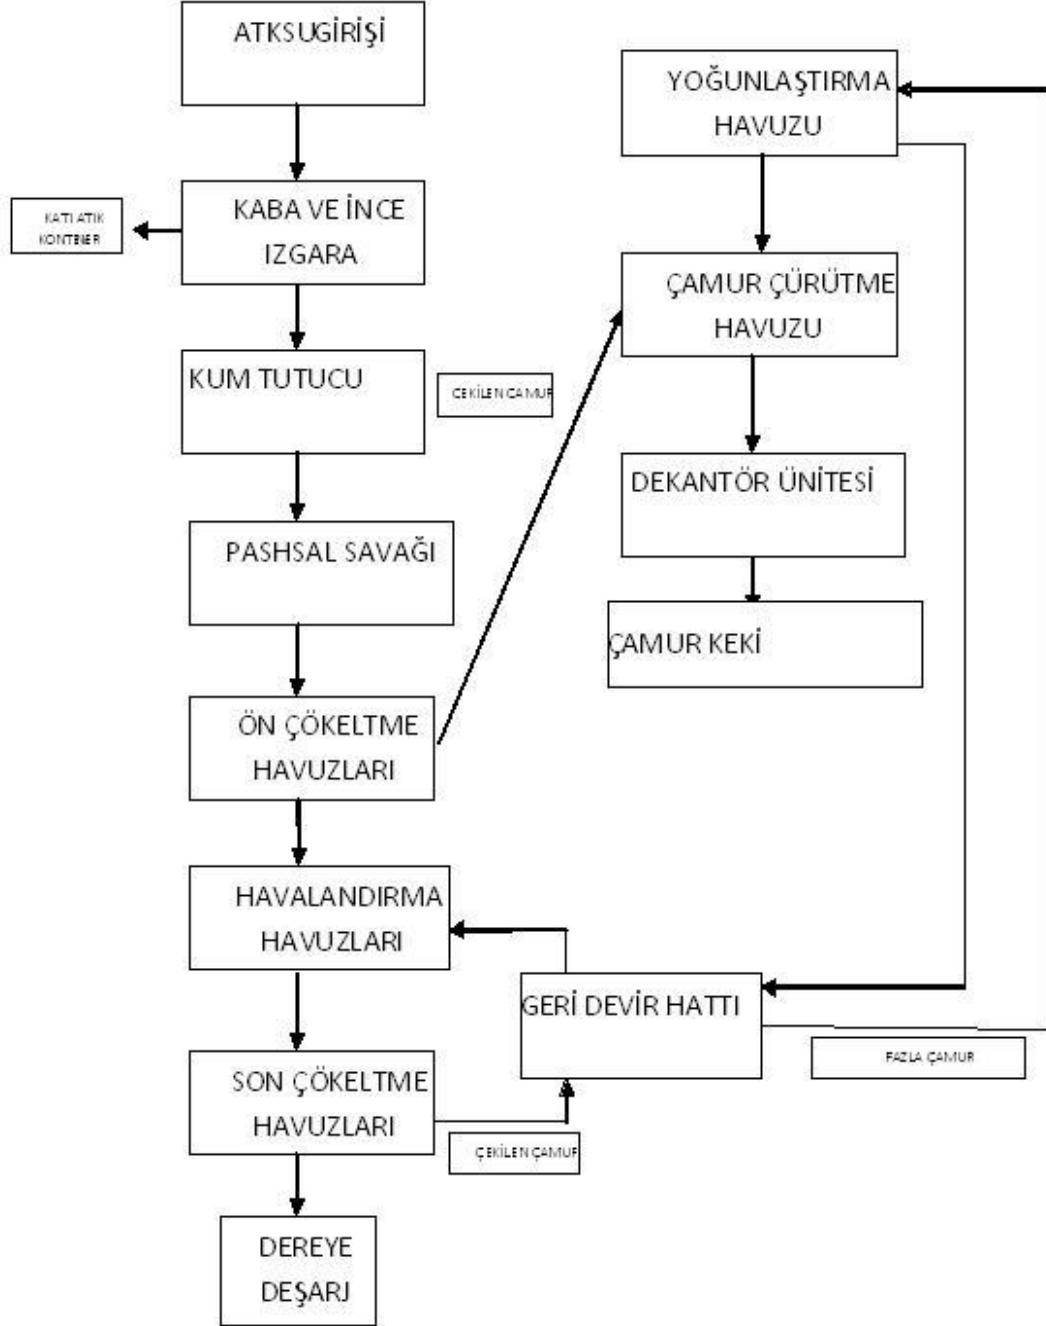 ATKSUGİRİŞİ
KABA VE İNCE
IZGARA
KATI ATIK
KONTEİNER
KUM TUTUCU
ÇEKİLEN ÇAMUR
PASHSAL SAVAĞI
ÖN ÇÖKELTME
HAVUZLARI
HAVALANDIRMA
HAVUZLARI
SON ÇÖKELTME
HAVUZLARI
DEREYE
DEŞARJ
YOĞUNLAŞTIRMA
HAVUZU
ÇAMUR ÇÜRÜTME
HAVUZU
DEKANTÖR ÜNİTESİ
ÇAMUR KEKİ
GERİ DEVİR HATTI
FAZLA ÇAMUR
ÇEKİLEN ÇAMUR